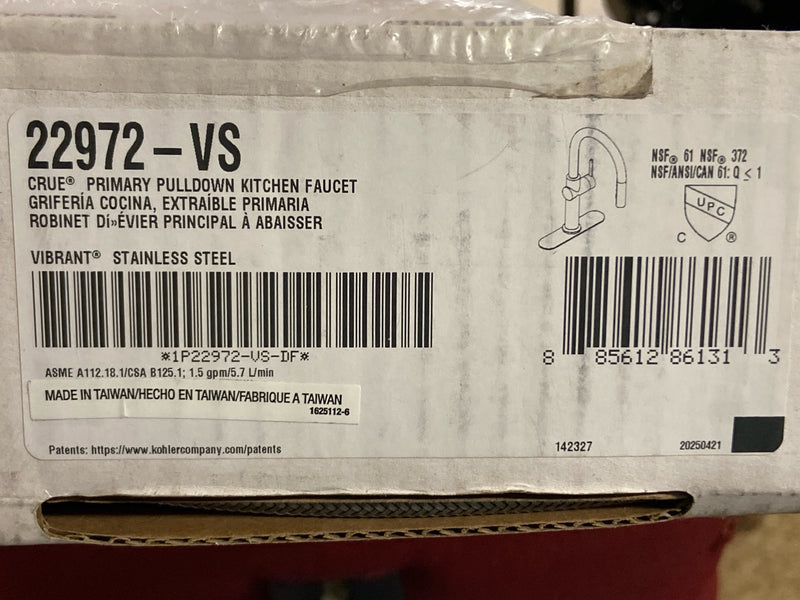 22972-VS
CRUE® PRIMARY PULLDOWN KITCHEN FAUCET
GRIFERÍA COCINA, EXTRAÍBLE PRIMARIA
ROBINET Dí»ÉVIER PRINCIPAL À ABAISSER
VIBRANT® STAINLESS STEEL
*1P22972-VS-DF*
ASME A112.18.1/CSA B125.1; 1.5 gpm/5.7 L/min
MADE IN TAIWAN/HECHO EN TAIWAN/FABRIQUE A TAIWAN
1625112-6
Patents: https://www.kohlercompany.com/patents
NSF® 61 NSF® 372
NSF/ANSI/CAN 61: Q ≤ 1
UPC
C ®
8 85612 86131 3
142327
20250421